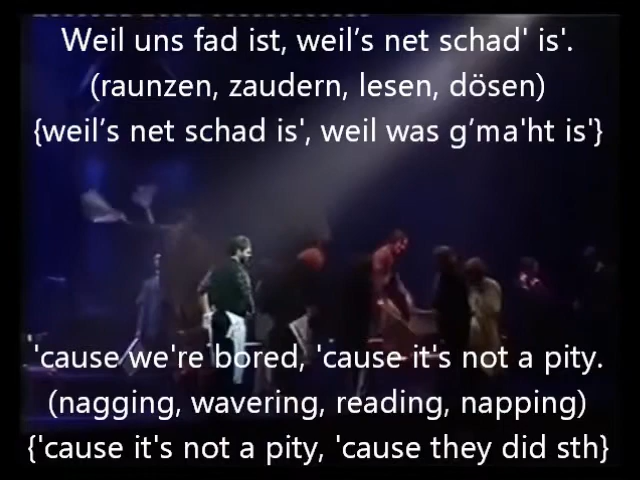 Weil uns fad ist, weil’s net schad' is'.
(raunzen, zaudern, lesen, dösen)
{weil’s net schad is', weil was g’ma'ht is'}
'cause we're bored, 'cause it's not a pity.
(nagging, wavering, reading, napping)
{'cause it's not a pity, 'cause they did sth}